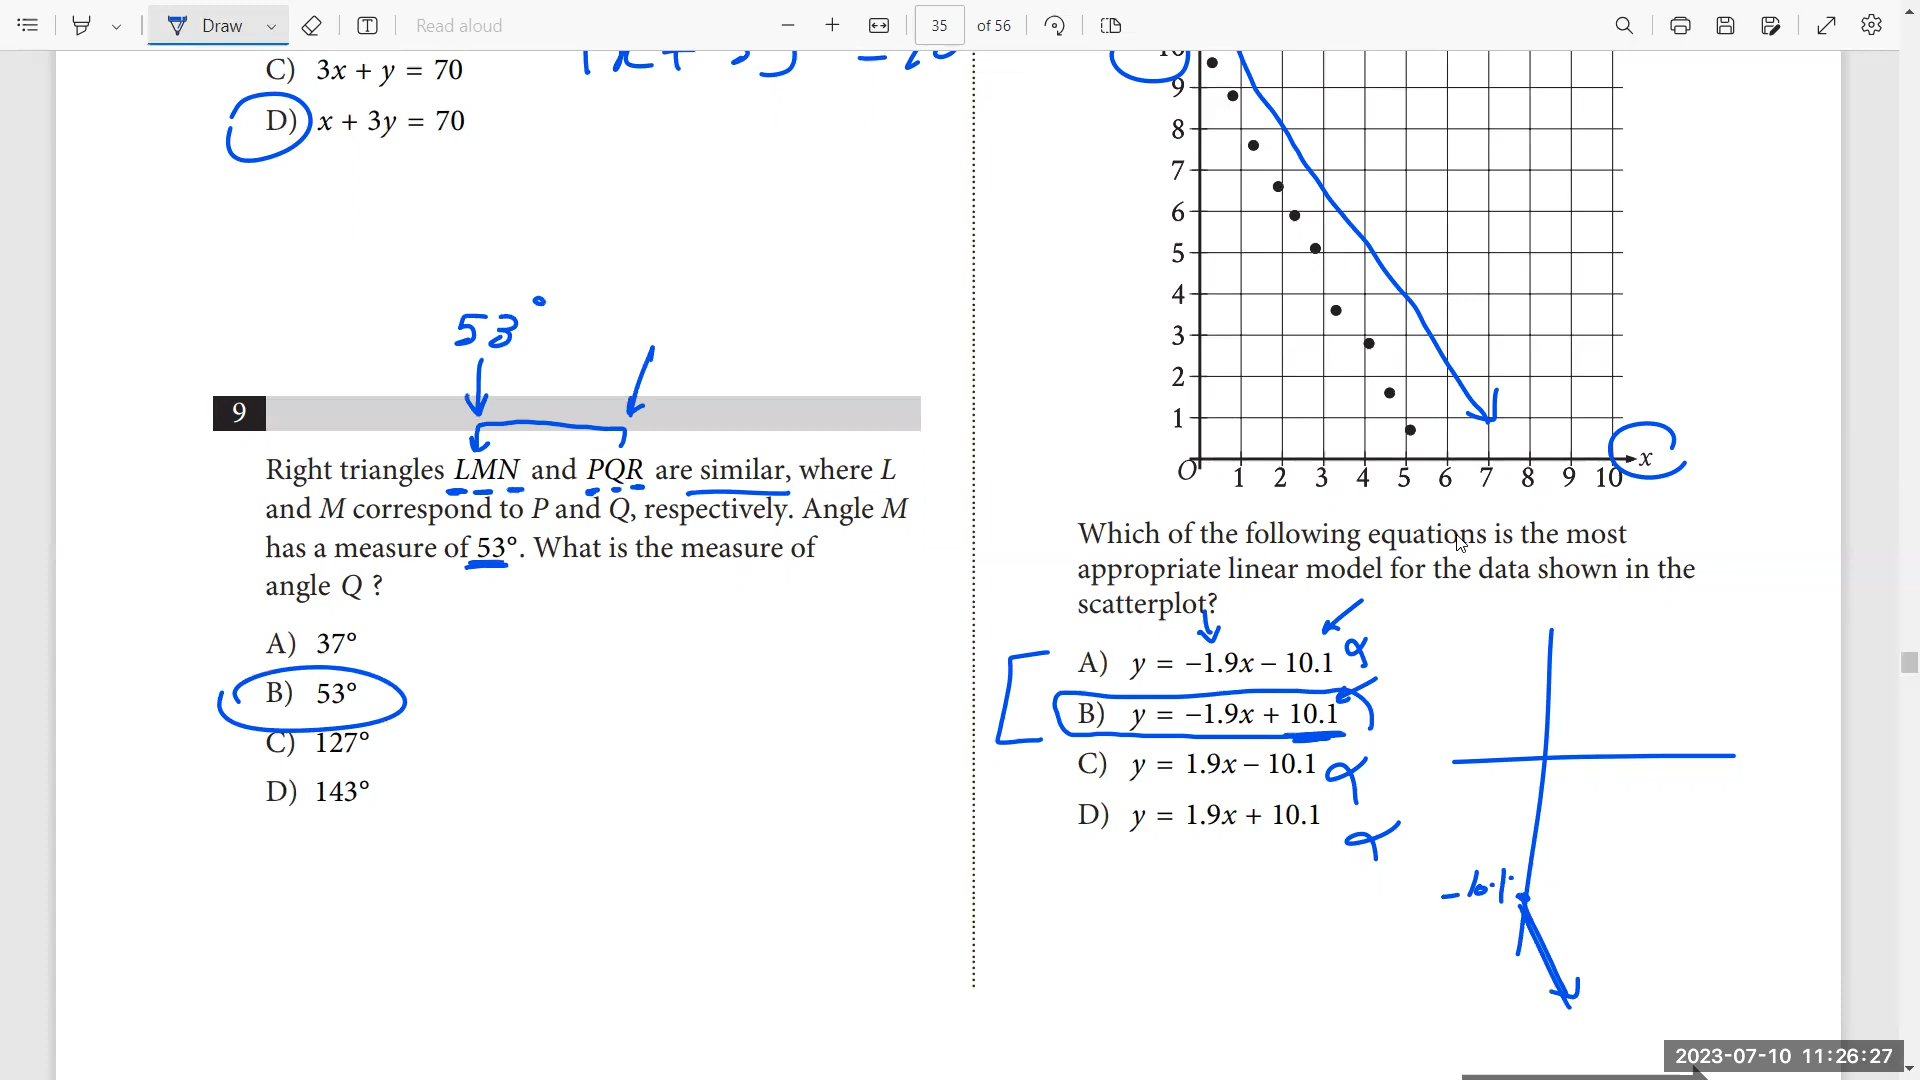 Draw
Read aloud
35
of 56
C) 3x + y = 70
D) x + 3y = 70
53°
9
Right triangles LMN and PQR are similar, where L
and M correspond to P and Q, respectively. Angle M
has a measure of 53°. What is the measure of
angle Q ?
A) 37°
B) 53°
C) 127°
D) 143°
10
9
8
7
6
5
4
3
2
1
O
1 2 3 4 5 6 7 8 9 10
x
Which of the following equations is the most
appropriate linear model for the data shown in the
scatterplot?
A) y = −1.9x − 10.1
B) y = −1.9x + 10.1
C) y = 1.9x − 10.1
D) y = 1.9x + 10.1
2023-07-10 11:26:27